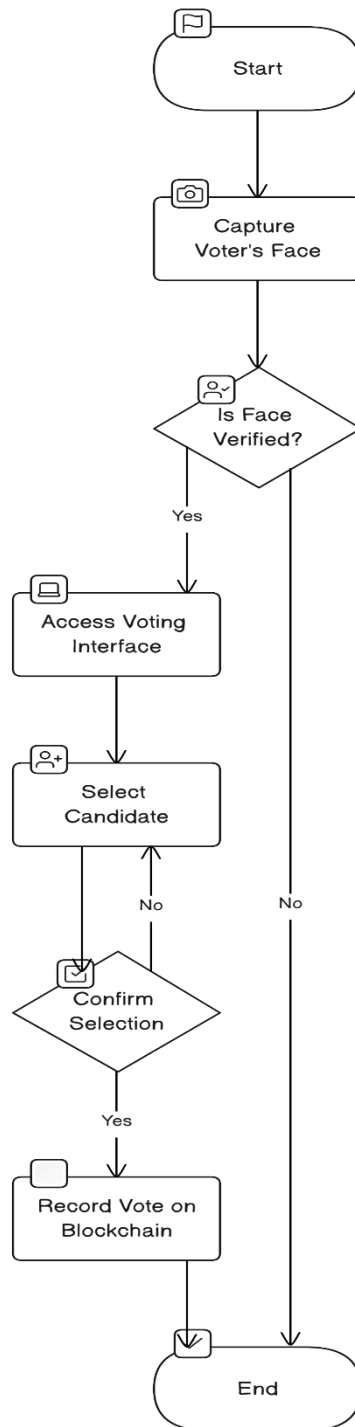 Start
Capture
Voter's Face
Is Face
Verified?
Yes
Access Voting
Interface
Select
Candidate
No
No
Confirm
Selection
Yes
Record Vote on
Blockchain
End